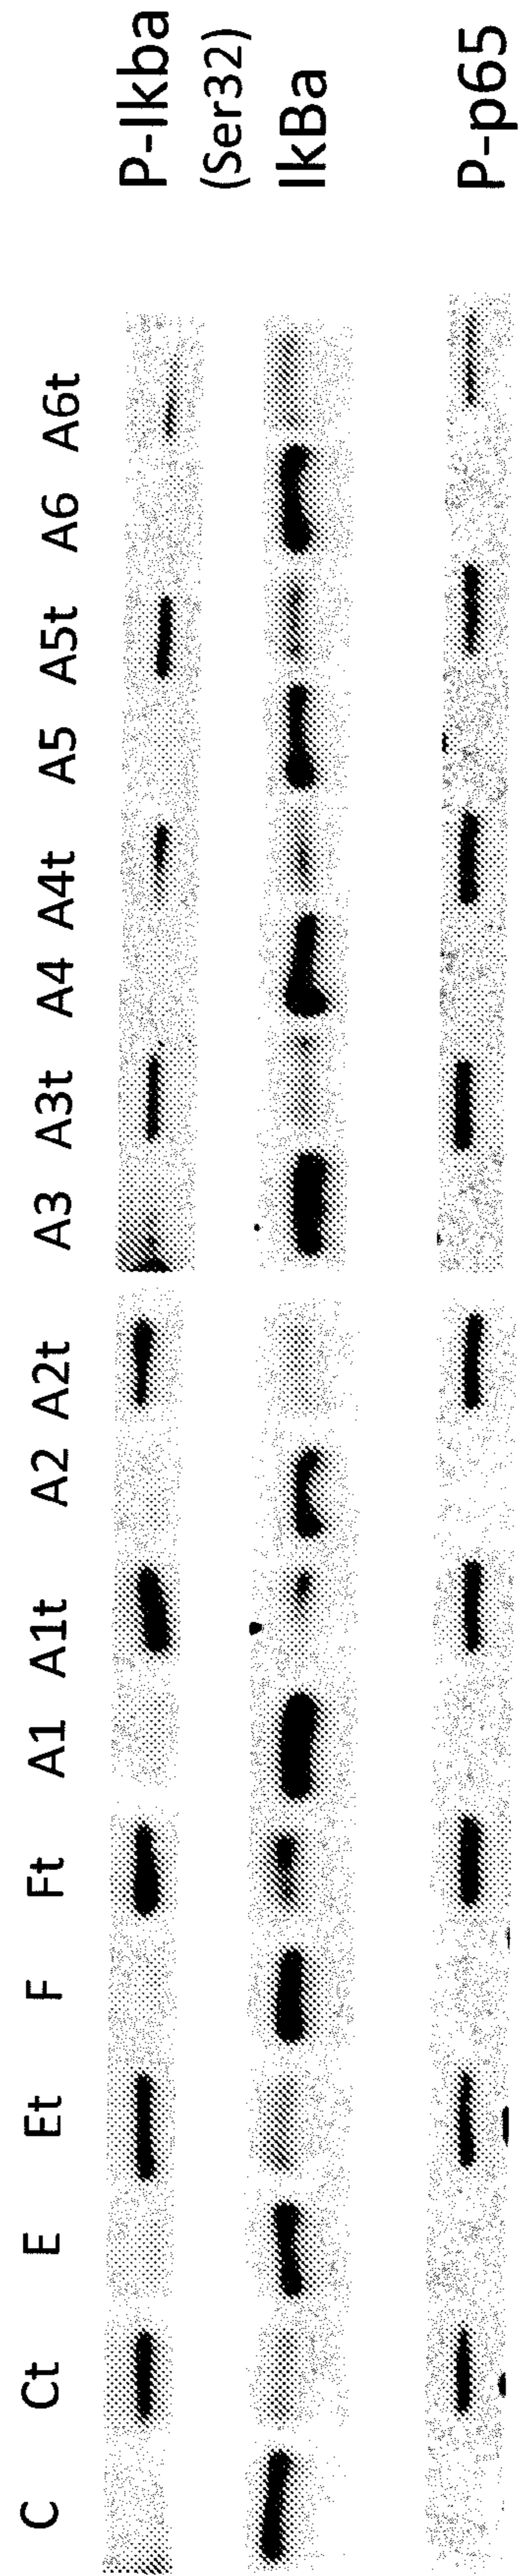 C Ct E Et F Ft A1 A1t A2 A2t A3 A3t A4 A4t A5 A5t A6 A6t
P-Ikba
(Ser32)
IkBa
P-p65